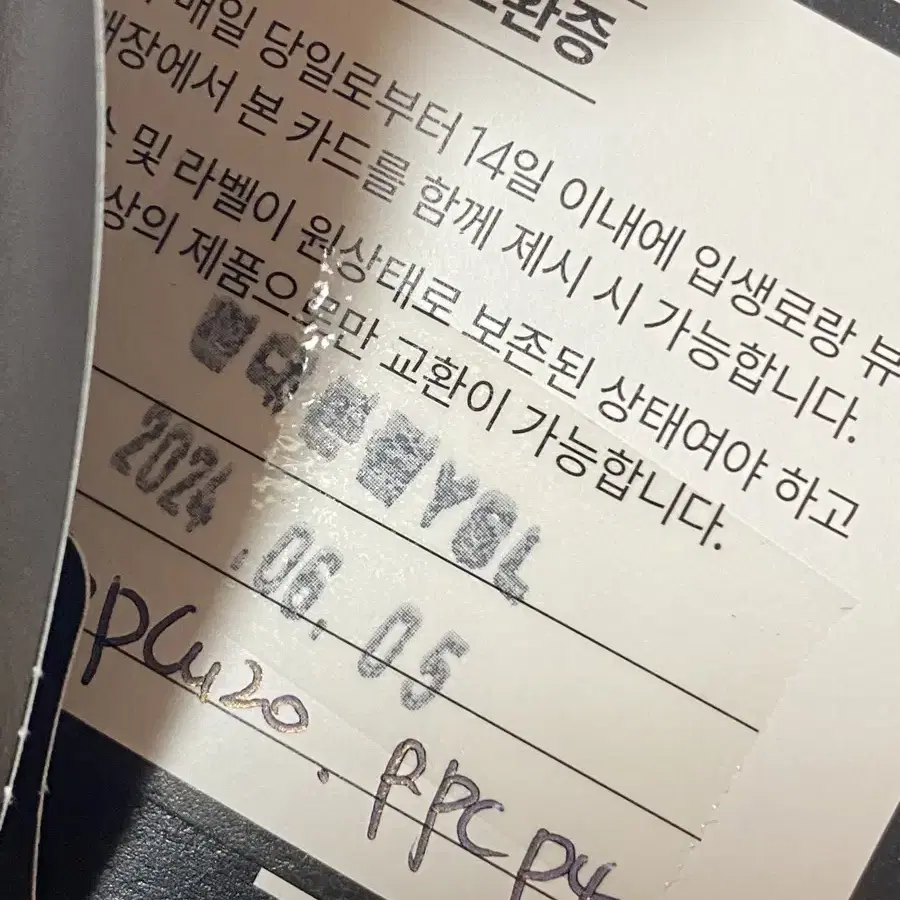 교환증
매일 당일로부터 14일 이내에 입생로랑 뷰
매장에서 본 카드를 함께 제시 시 가능합니다.
및 라벨이 원상태로 보존된 상태여야 하고
상의 제품으로만 교환이 가능합니다.
YSL
2024.06.05